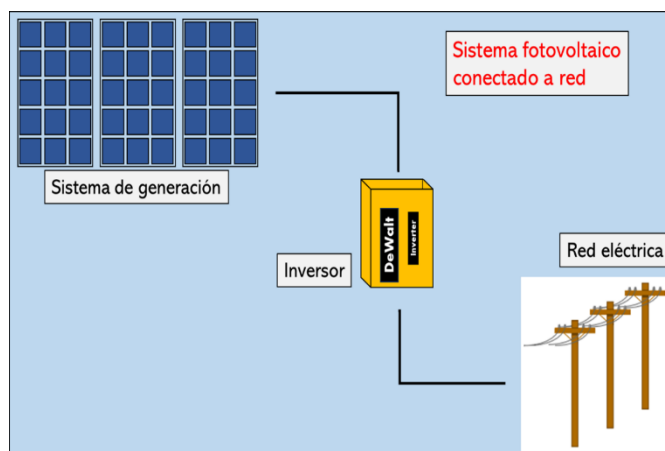 Sistema fotovoltaico
conectado a red
Sistema de generación
Inversor
DeWalt
Inverter
Red eléctrica